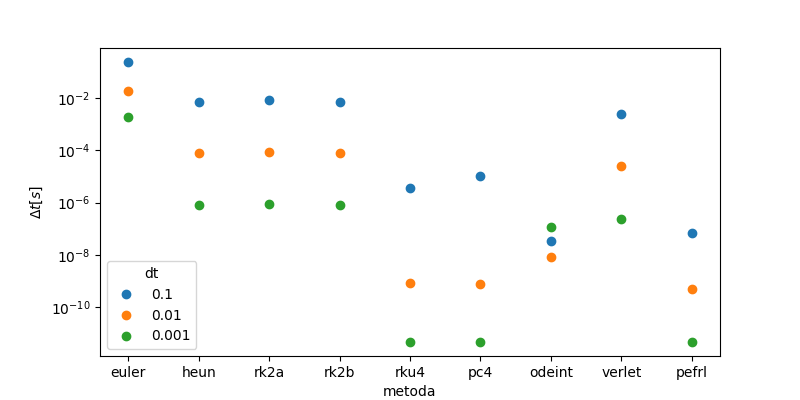 10⁻²
10⁻⁴
10⁻⁶
10⁻⁸
10⁻¹⁰
Δt[s]
dt
0.1
0.01
0.001
euler heun rk2a rk2b rku4 pc4 odeint verlet pefrl
metoda